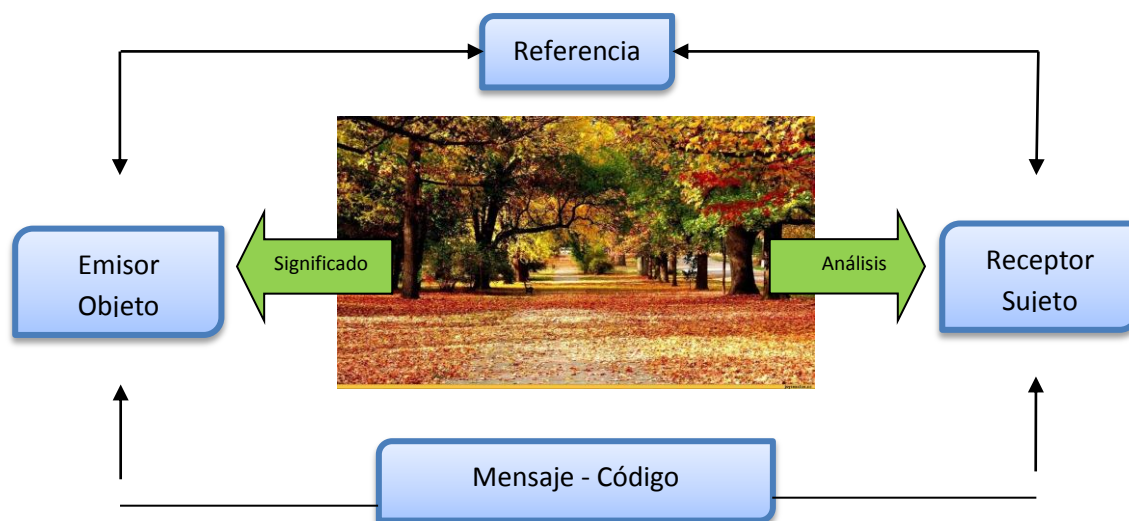 Referencia
Emisor
Objeto
Significado
Análisis
Receptor
Sujeto
Mensaje - Código